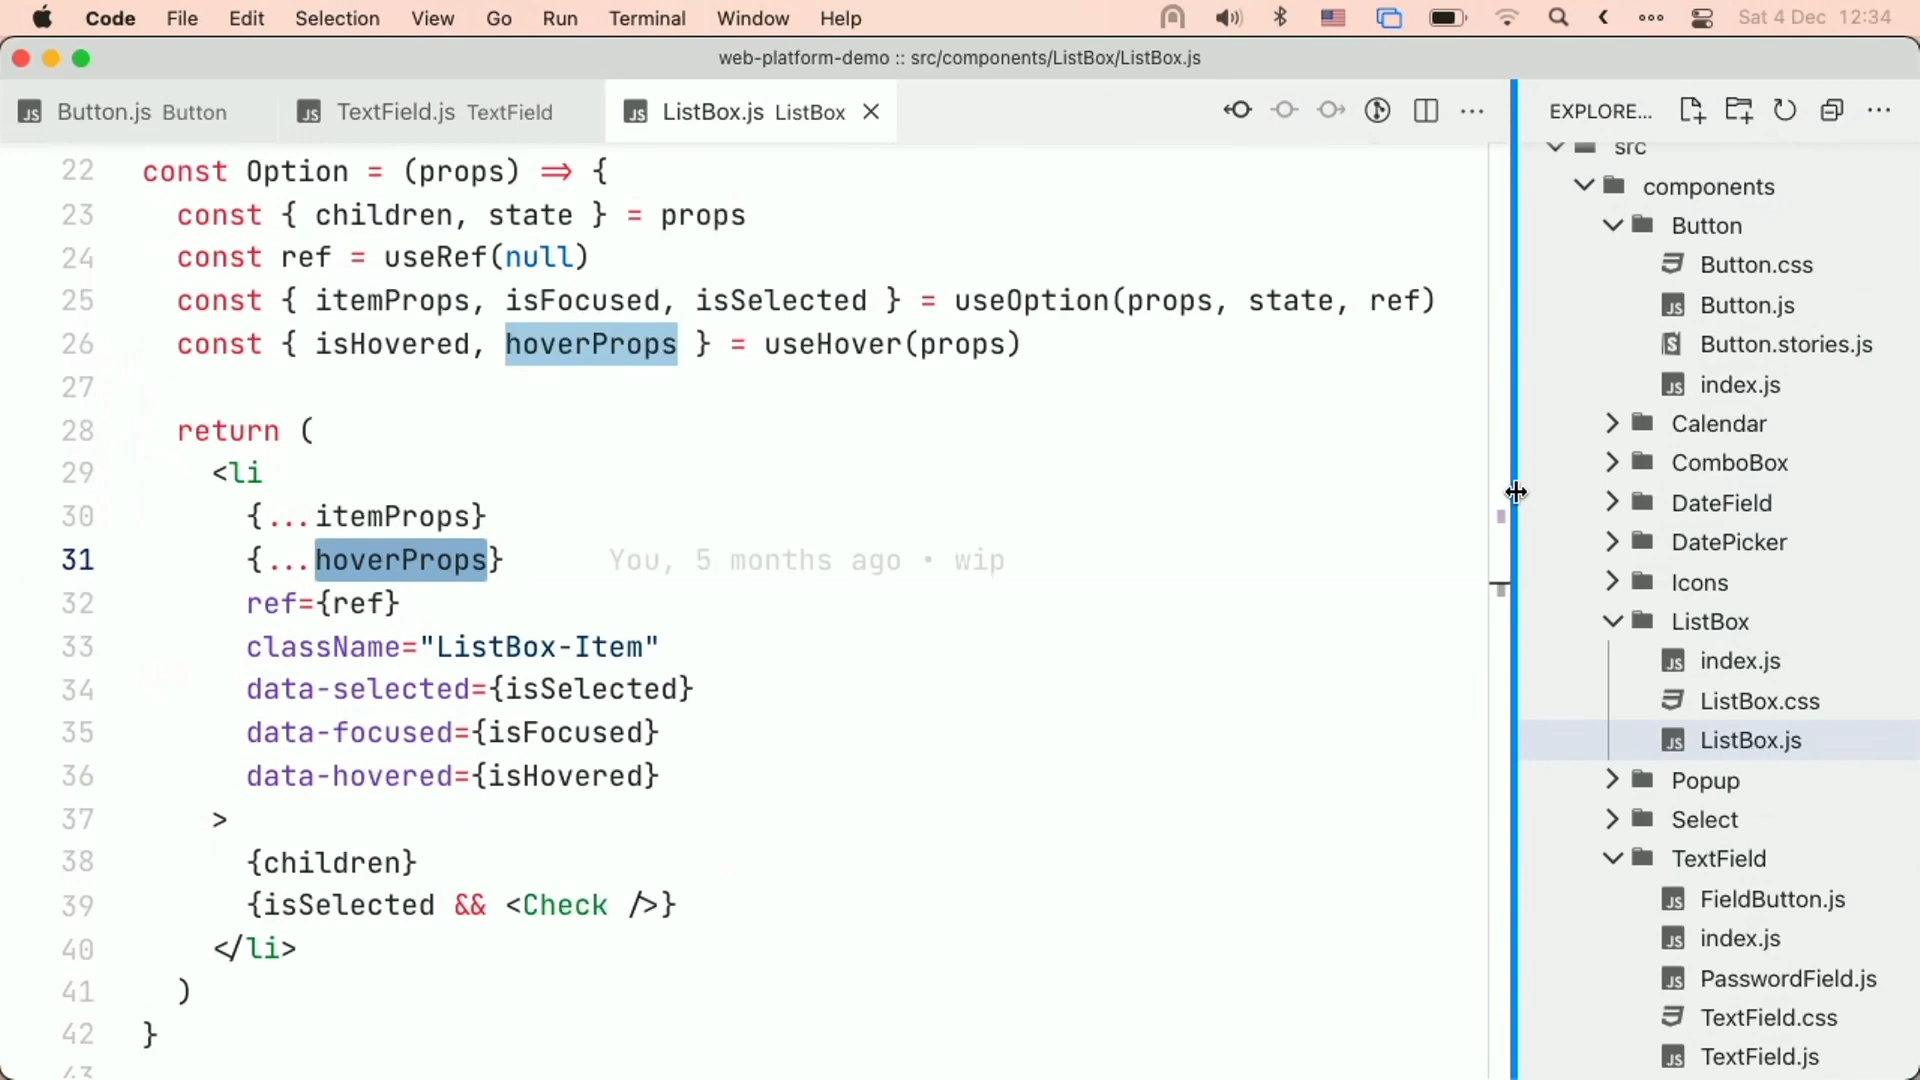 Code File Edit Selection View Go Run Terminal Window Help Sat 4 Dec 12:34
web-platform-demo :: src/components/ListBox/ListBox.js
Button.js Button TextField.js TextField ListBox.js ListBox
22 const Option = (props) => {
23 const { children, state } = props
24 const ref = useRef(null)
25 const { itemProps, isFocused, isSelected } = useOption(props, state, ref)
26 const { isHovered, hoverProps } = useHover(props)
27
28 return (
29 <li
30 {...itemProps}
31 {...hoverProps} You, 5 months ago • wip
32 ref={ref}
33 className="ListBox-Item"
34 data-selected={isSelected}
35 data-focused={isFocused}
36 data-hovered={isHovered}
37 >
38 {children}
39 {isSelected && <Check />}
40 </li>
41 )
42 }
43
EXPLORE...
src
components
Button
Button.css
Button.js
Button.stories.js
index.js
Calendar
ComboBox
DateField
DatePicker
Icons
ListBox
index.js
ListBox.css
ListBox.js
Popup
Select
TextField
FieldButton.js
index.js
PasswordField.js
TextField.css
TextField.js